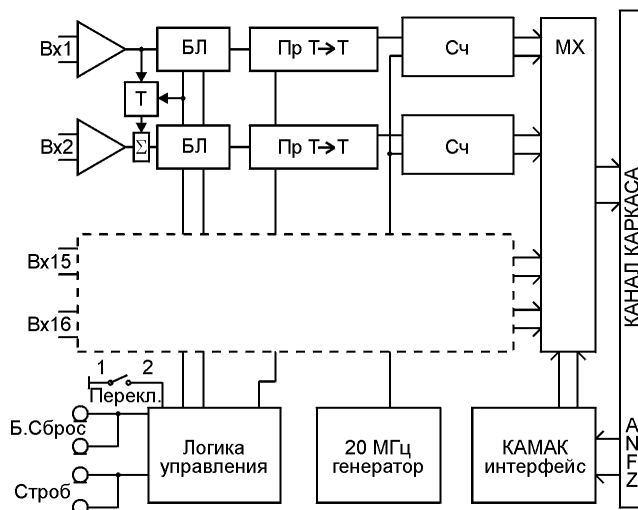 Вх1
БЛ
Пр Т→Т
Сч
МХ
Т
Вх2
Σ
БЛ
Пр Т→Т
Сч
КАНАЛ КАРКАСА
Вх15
Вх16
1 2
Перекл.
Б.Сброс
Строб
Логика
управления
20 МГц
генератор
КАМАК
интерфейс
A
N
F
Z